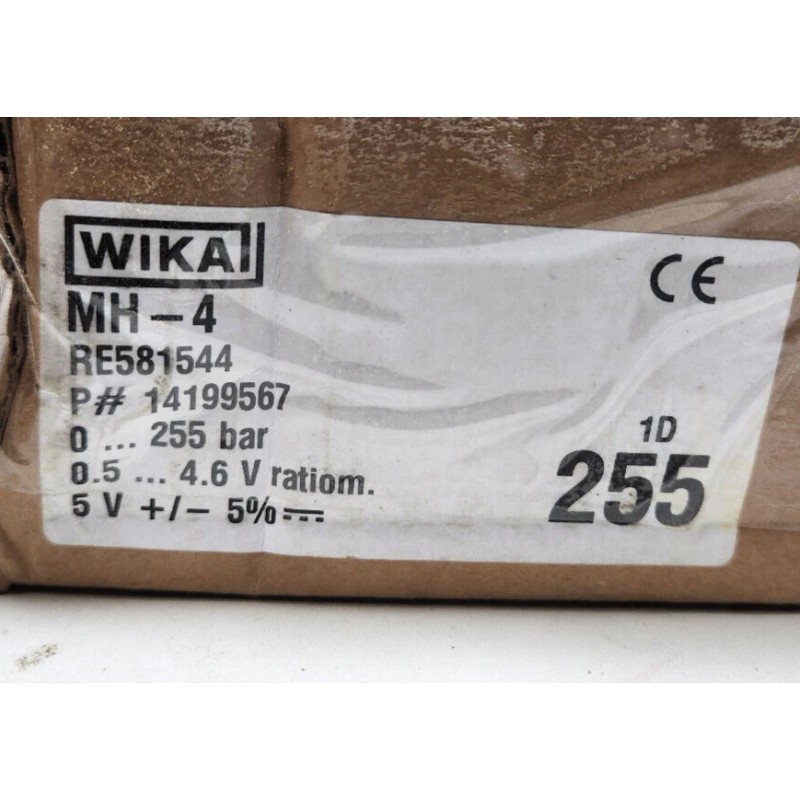 WIKA
CE
MH-4
RE581544
P# 14199567
0 ... 255 bar
0.5 ... 4.6 V ratiom.
5 V +/- 5% ⎓
1D
255